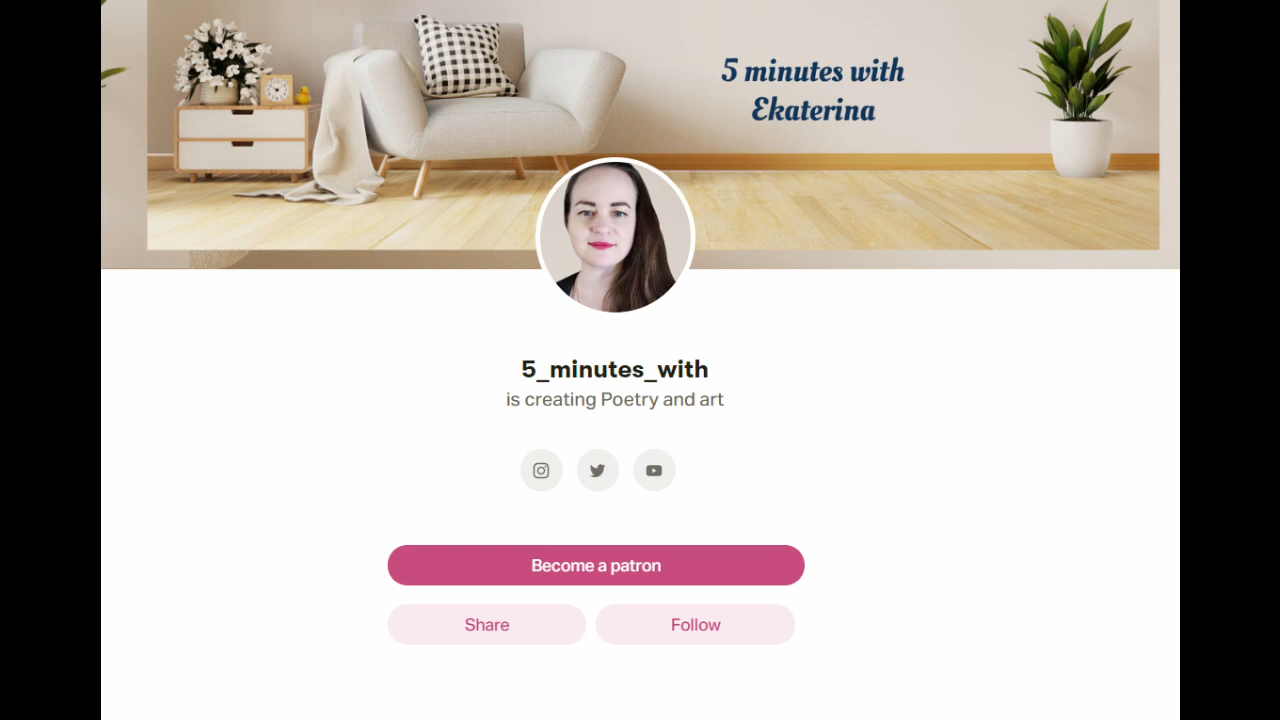 5 minutes with
Ekaterina
5_minutes_with
is creating Poetry and art
Become a patron
Share
Follow